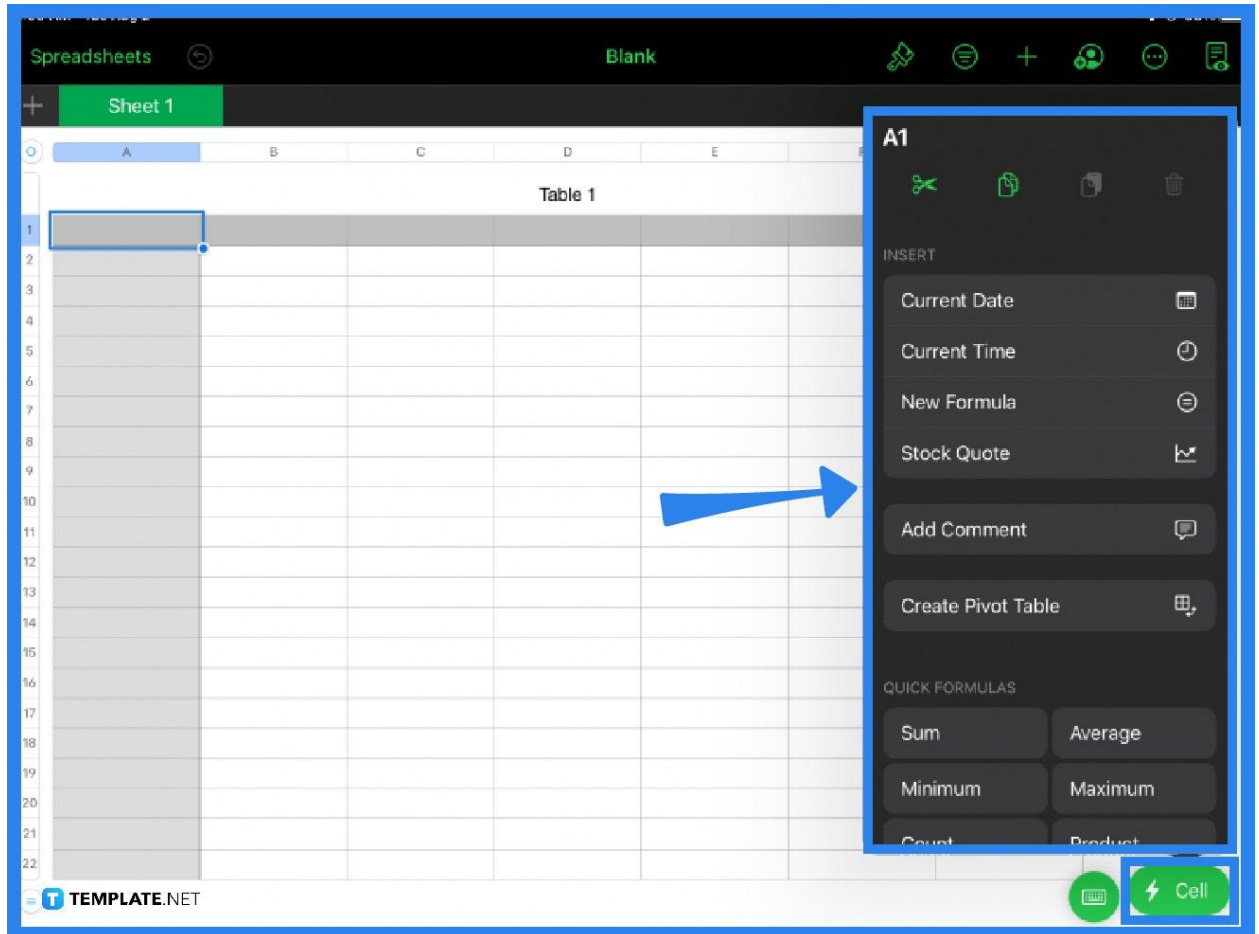 Spreadsheets
Blank
Sheet 1
A B C D E
Table 1
1
2
3
4
5
6
7
8
9
10
11
12
13
14
15
16
17
18
19
20
21
22
A1
INSERT
Current Date
Current Time
New Formula
Stock Quote
Add Comment
Create Pivot Table
QUICK FORMULAS
Sum Average
Minimum Maximum
Count Product
Cell
T TEMPLATE.NET